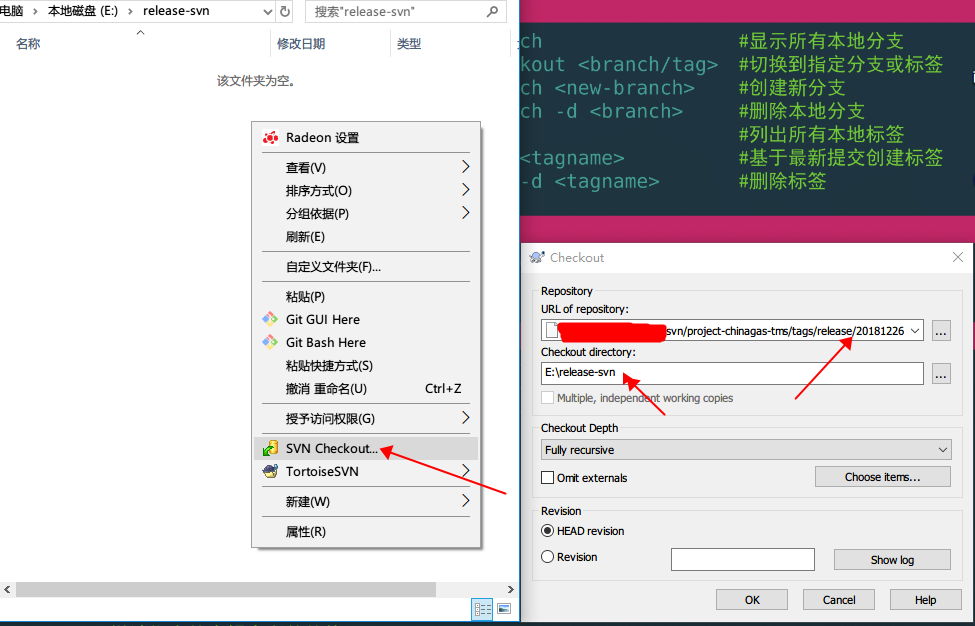 电脑 › 本地磁盘 (E:) › release-svn
搜索"release-svn"
名称 修改日期 类型
该文件夹为空。
Radeon 设置
查看(V)
排序方式(O)
分组依据(P)
刷新(E)
自定义文件夹(F)...
粘贴(P)
Git GUI Here
Git Bash Here
粘贴快捷方式(S)
撤消 重命名(U) Ctrl+Z
授予访问权限(G)
SVN Checkout...
TortoiseSVN
新建(W)
属性(R)
ch #显示所有本地分支
kout <branch/tag> #切换到指定分支或标签
ch <new-branch> #创建新分支
ch -d <branch> #删除本地分支
#列出所有本地标签
<tagname> #基于最新提交创建标签
-d <tagname> #删除标签
Checkout
Repository
URL of repository:
svn/project-chinagas-tms/tags/release/20181226
...
Checkout directory:
E:\release-svn
...
Multiple, independent working copies
Checkout Depth
Fully recursive
Omit externals
Choose items...
Revision
HEAD revision
Revision
Show log
OK
Cancel
Help